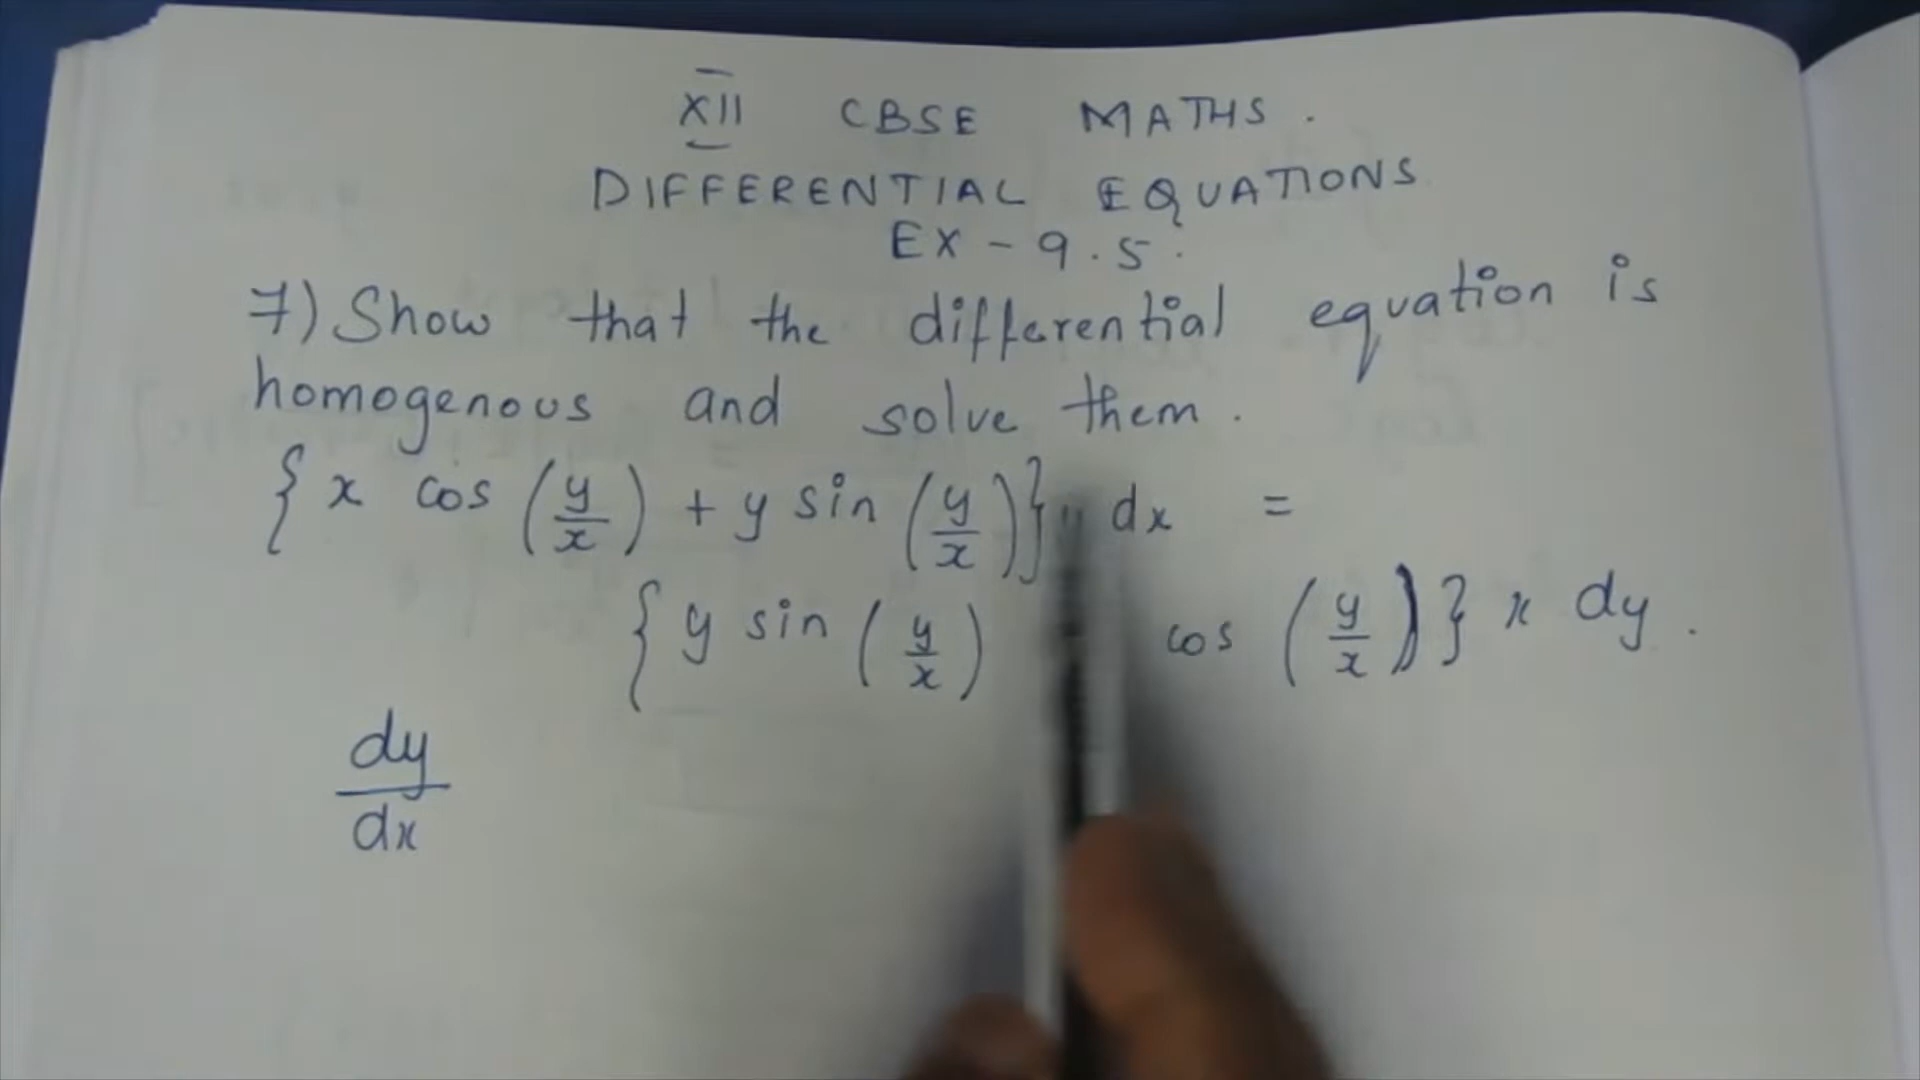 XII CBSE MATHS.
DIFFERENTIAL EQUATIONS
EX - 9.5.
7) Show that the differential equation is
homogenous and solve them.
{ x cos (y/x) + y sin (y/x) } y dx =
{ y sin (y/x) cos (y/x) } x dy.
dy/dx